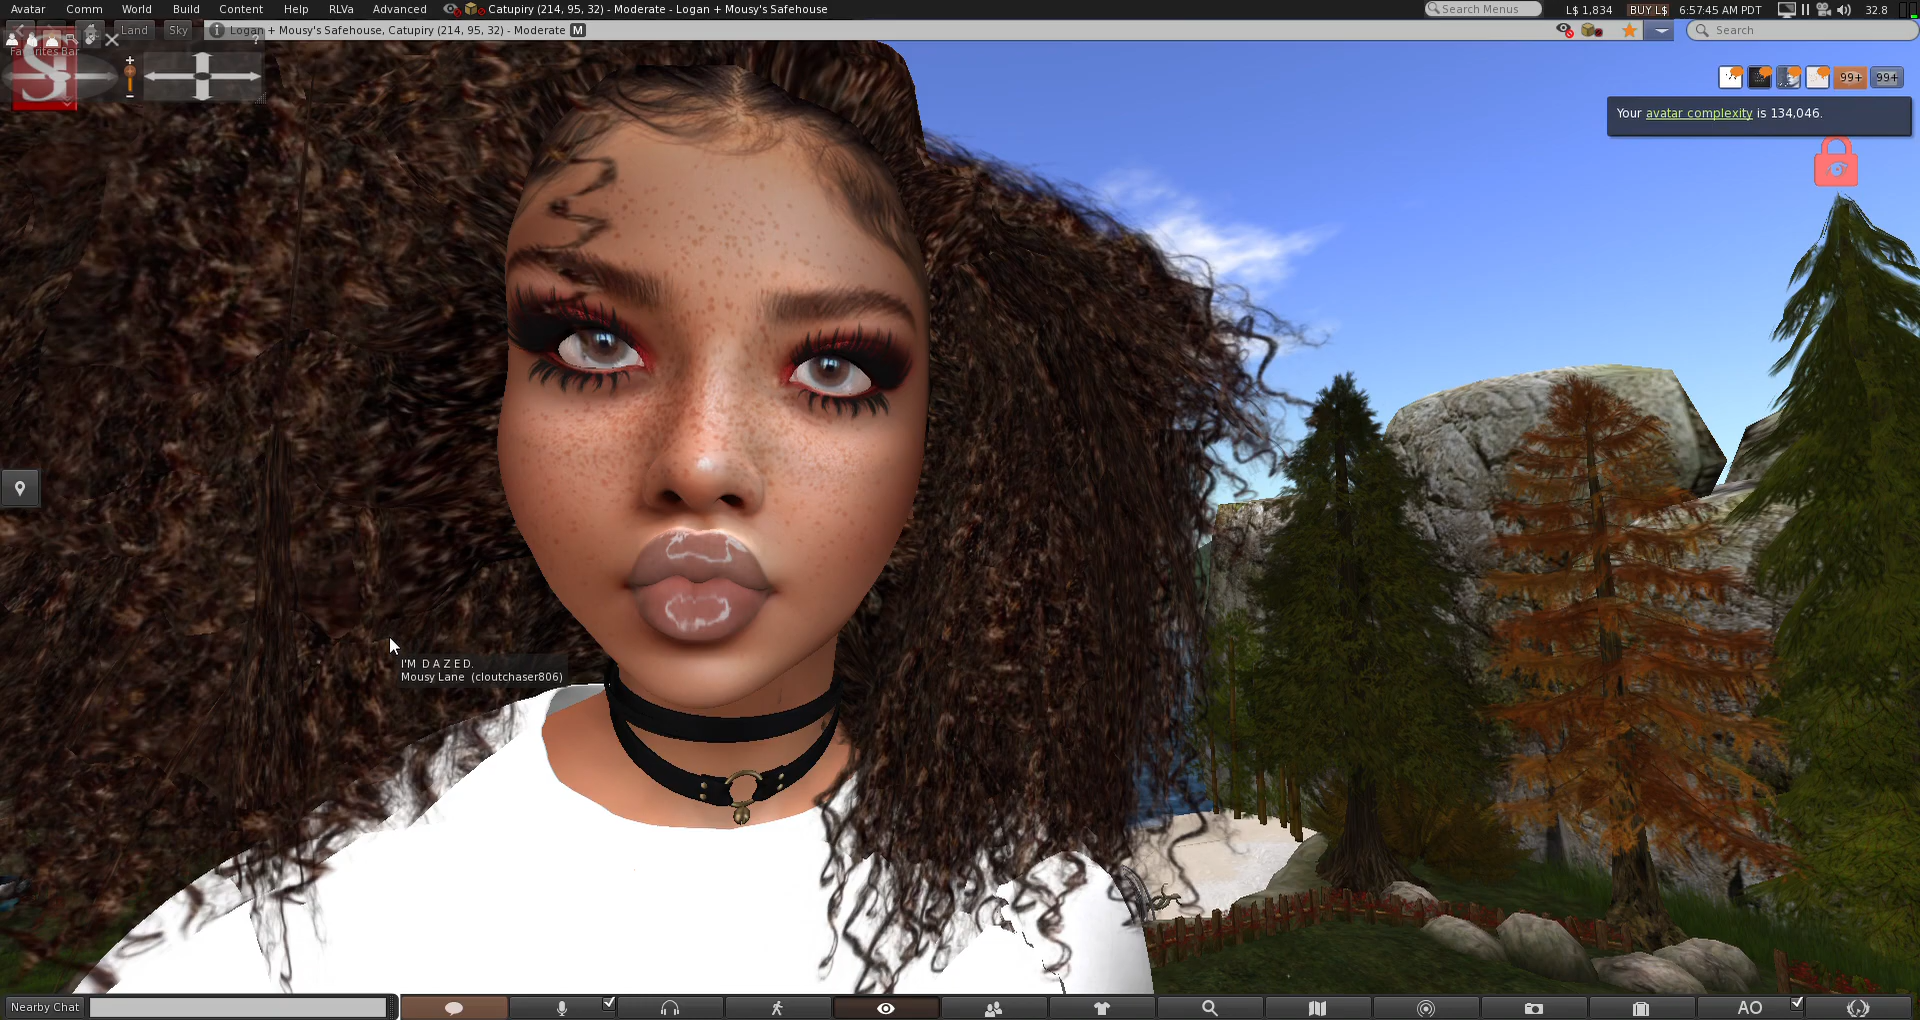 Avatar Comm World Build Content Help RLVa Advanced Catupiry (214, 95, 32) - Moderate - Logan + Mousy's Safehouse Search Menus L$ 1,834 BUY L$ 6:57:45 AM PDT 32.8
Land Sky Logan + Mousy's Safehouse, Catupiry (214, 95, 32) - Moderate M Search
Favorites Bar
99+ 99+
Your avatar complexity is 134,046.
I'M D A Z E D.
Mousy Lane (cloutchaser806)
Nearby Chat AO